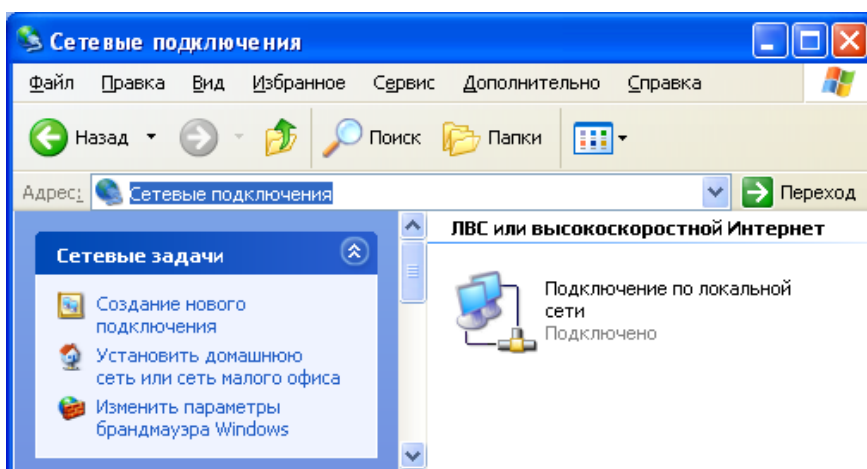 Сетевые подключения
Файл Правка Вид Избранное Сервис Дополнительно Справка
Назад Поиск Папки
Адрес: Сетевые подключения Переход
Сетевые задачи
Создание нового
подключения
Установить домашнюю
сеть или сеть малого офиса
Изменить параметры
брандмауэра Windows
ЛВС или высокоскоростной Интернет
Подключение по локальной
сети
Подключено